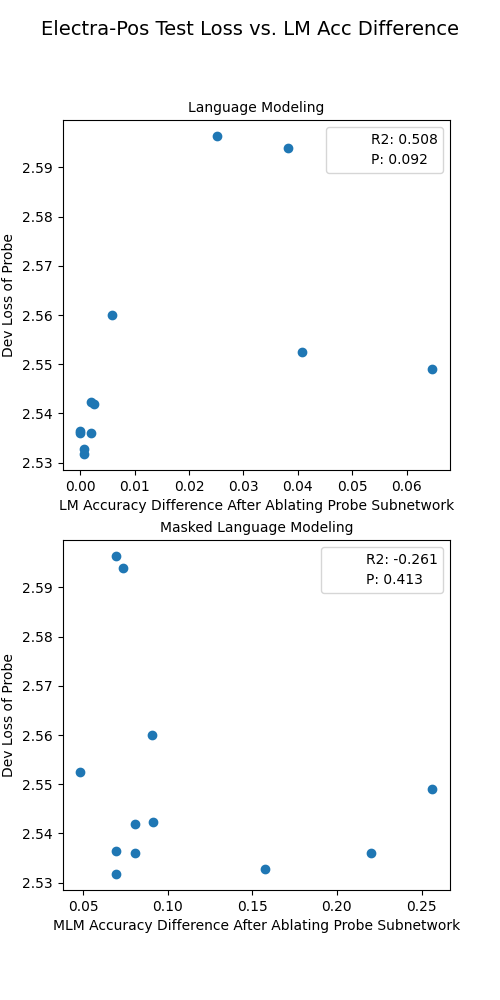 Electra-Pos Test Loss vs. LM Acc Difference
Language Modeling
R2: 0.508
P: 0.092
2.59
2.58
2.57
2.56
2.55
2.54
2.53
Dev Loss of Probe
0.00 0.01 0.02 0.03 0.04 0.05 0.06
LM Accuracy Difference After Ablating Probe Subnetwork
Masked Language Modeling
R2: -0.261
P: 0.413
2.59
2.58
2.57
2.56
2.55
2.54
2.53
Dev Loss of Probe
0.05 0.10 0.15 0.20 0.25
MLM Accuracy Difference After Ablating Probe Subnetwork